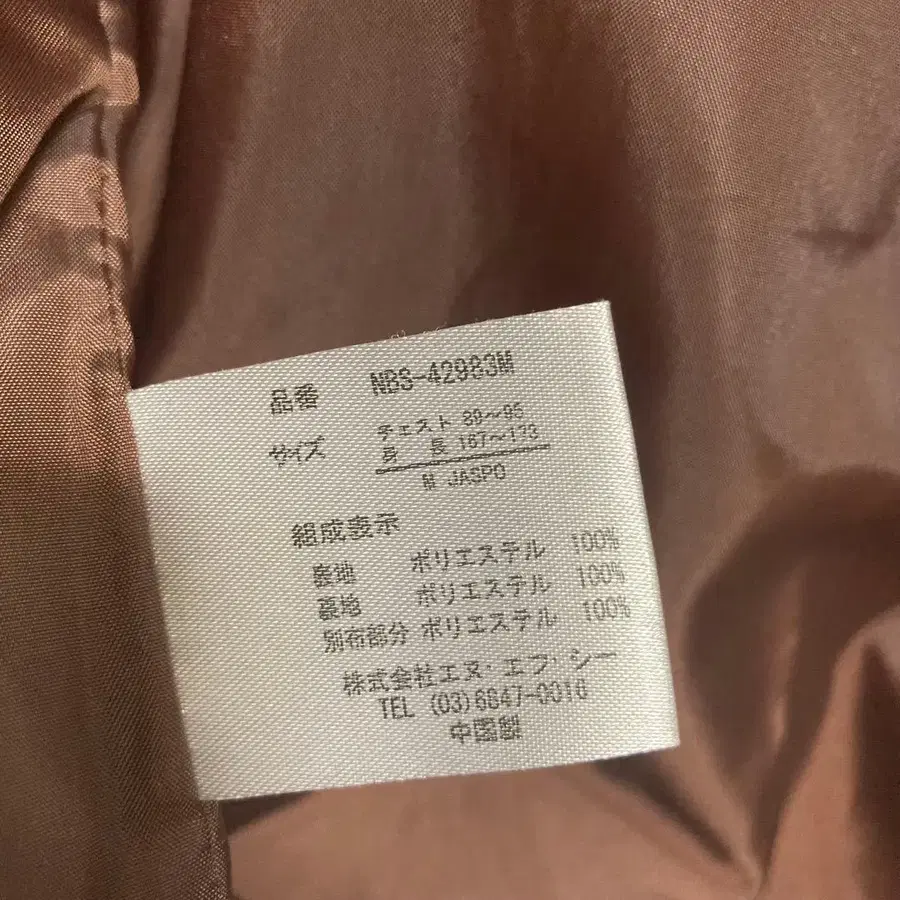 品番 NBS-42983M
サイズ チェスト 89～95
身 長 167～173
M JASPO
組成表示
表地 ポリエステル 100%
裏地 ポリエステル 100%
別布部分 ポリエステル 100%
株式会社エヌ・エフ・シー
TEL (03)6847-0016
中国製